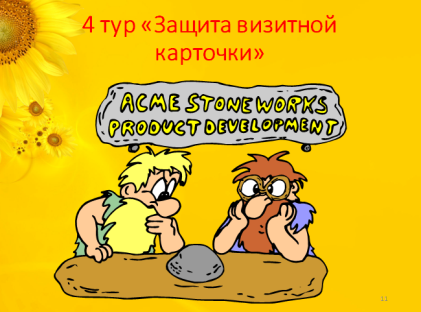 4 тур «Защита визитной
карточки»
ACME STONEWORKS
PRODUCT DEVELOPMENT
11